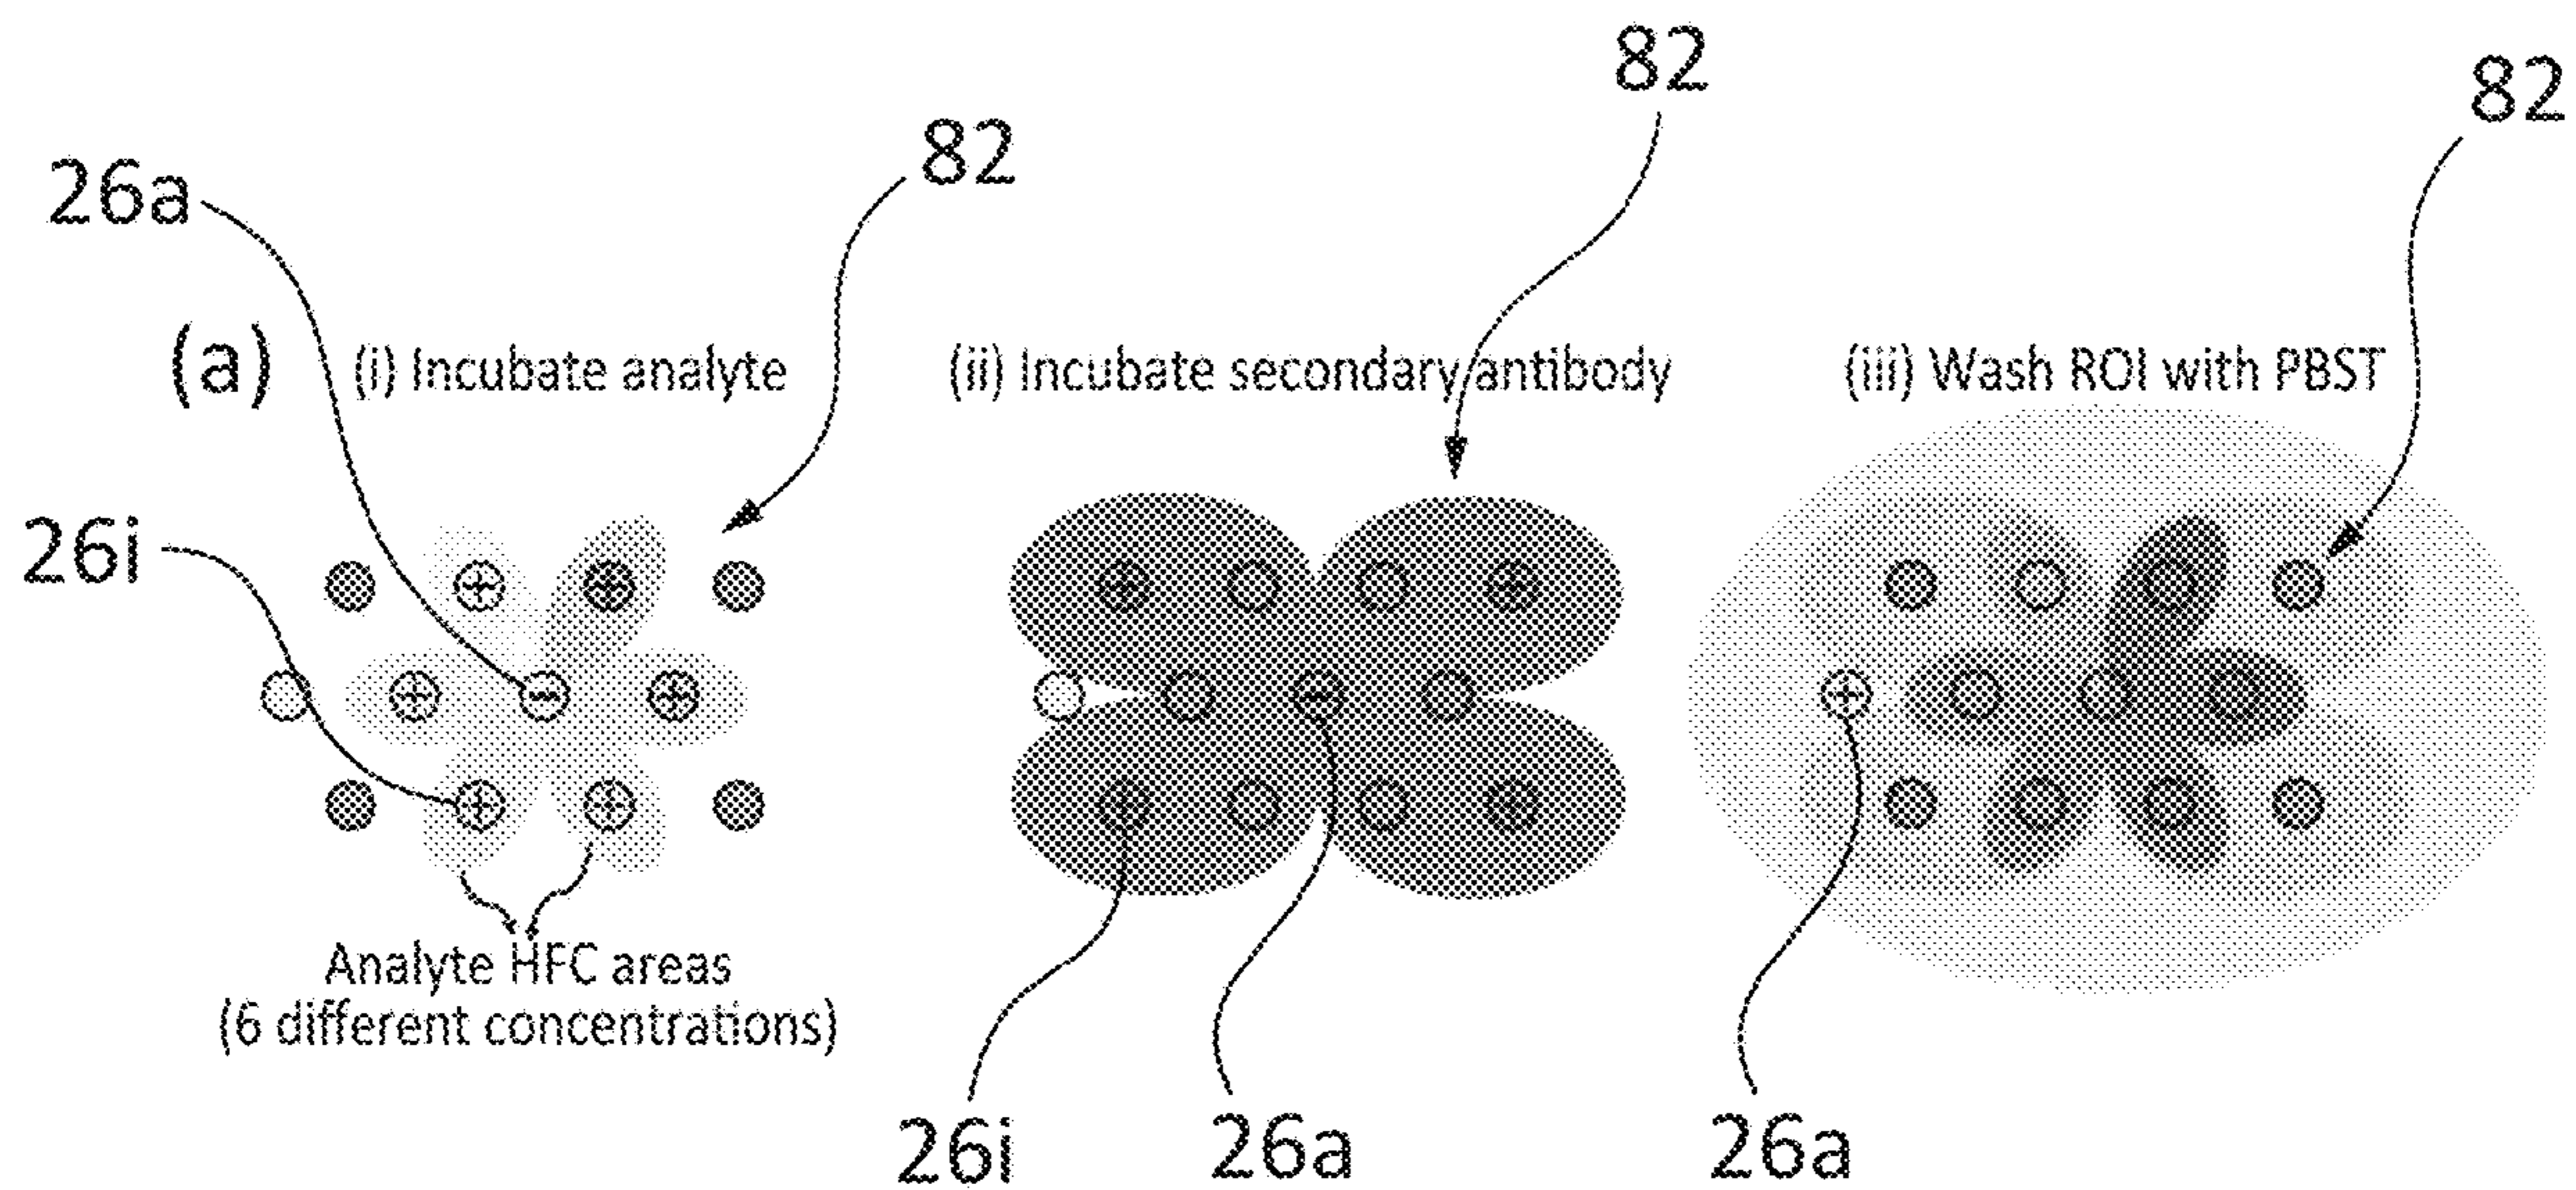 82
82
82
26a
(a) (i) Incubate analyte (ii) Incubate secondary antibody (iii) Wash ROI with PBST
26i
Analyte HFC areas
(6 different concentrations)
26i 26a 26a